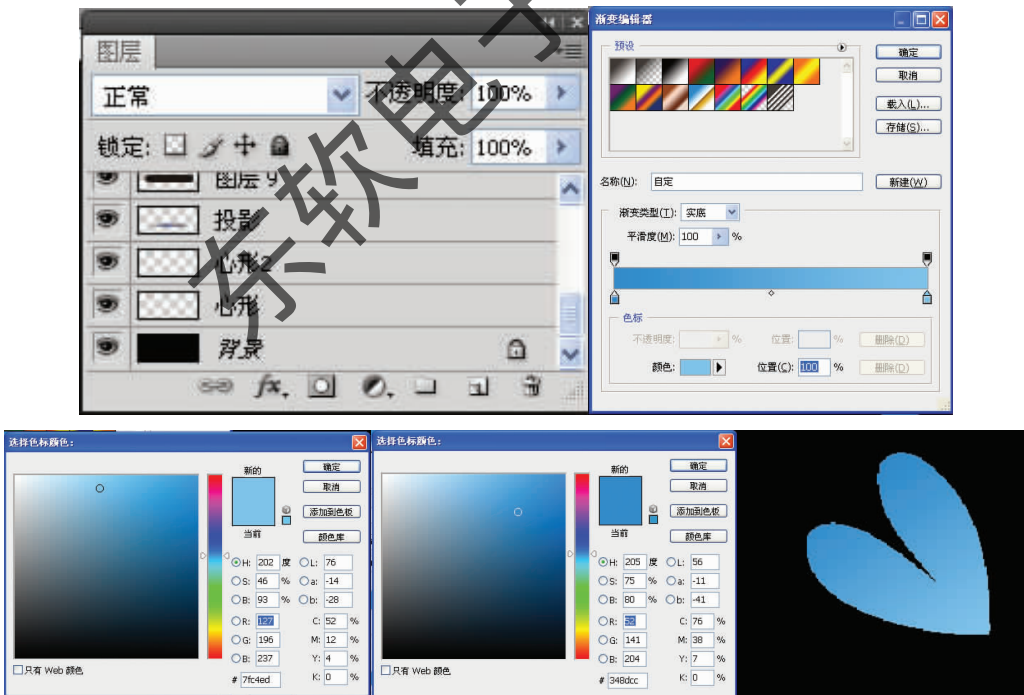 图层
正常
不透明度: 100%
锁定:
填充: 100%
图层 9
投影
心形2
心形
背景
fx.
东软电子
渐变编辑器
预设
确定
取消
载入(L)...
存储(S)...
名称(N): 自定
新建(W)
渐变类型(T): 实底
平滑度(M): 100 %
色标
不透明度: %
位置: %
删除(D)
颜色:
位置(C): 100 %
删除(D)
选择色标颜色:
新的
当前
确定
取消
添加到色板
颜色库
H: 202 度
L: 76
S: 46 %
a: -14
B: 93 %
b: -28
R: 127
C: 52 %
G: 196
M: 12 %
B: 237
Y: 4 %
# 7fc4ed
K: 0 %
只有 Web 颜色
选择色标颜色:
新的
当前
确定
取消
添加到色板
颜色库
H: 205 度
L: 56
S: 75 %
a: -11
B: 80 %
b: -41
R: 52
C: 76 %
G: 141
M: 38 %
B: 204
Y: 7 %
# 348dcc
K: 0 %
只有 Web 颜色